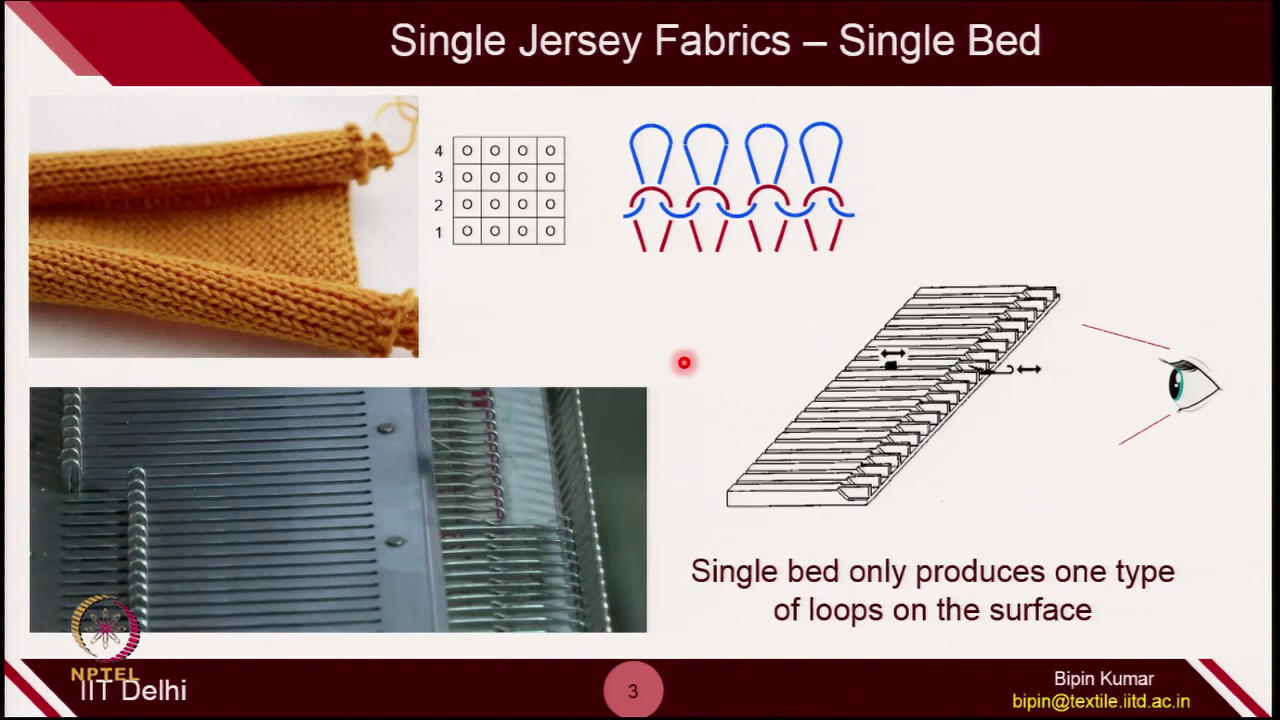 Single Jersey Fabrics – Single Bed
4 O O O O
3 O O O O
2 O O O O
1 O O O O
Single bed only produces one type
of loops on the surface
NPTEL
IIT Delhi
3
Bipin Kumar
bipin@textile.iitd.ac.in